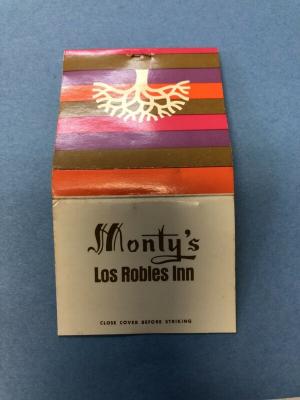 Monty's
Los Robles Inn
CLOSE COVER BEFORE STRIKING